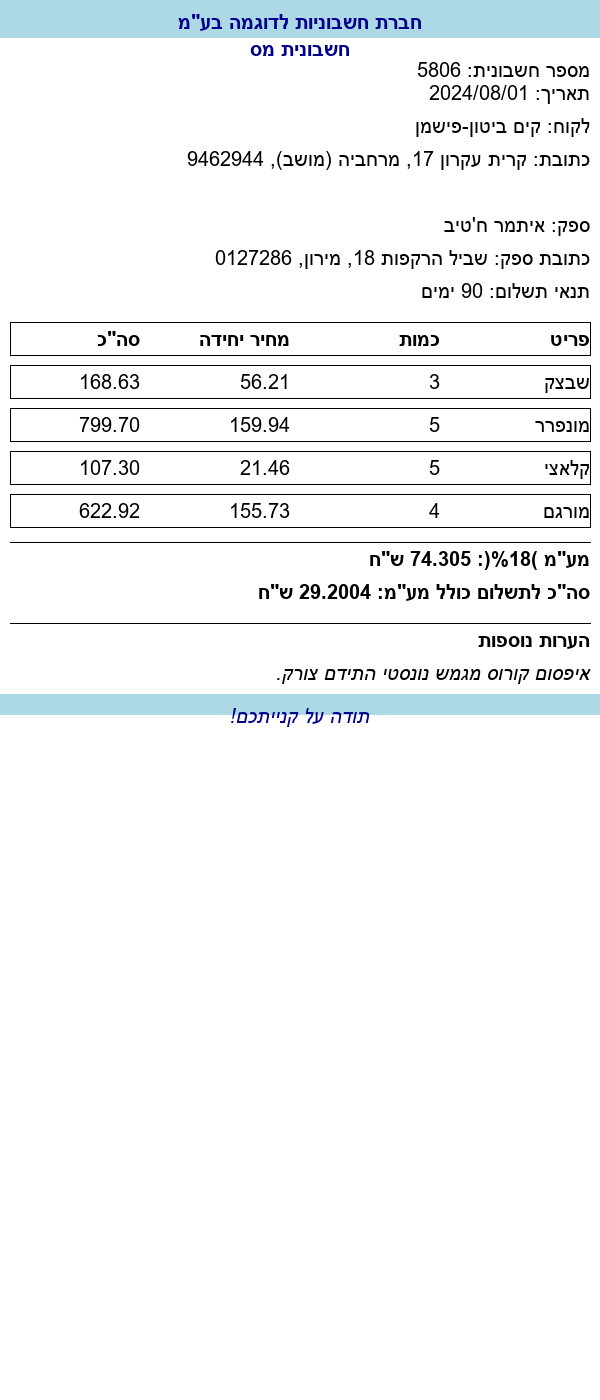 חברת חשבוניות לדוגמה בע"מ
חשבונית מס
מספר חשבונית: 5806
תאריך: 2024/08/01
לקוח: קים ביטון-פישמן
כתובת: קרית עקרון 17, מרחביה (מושב), 9462944
ספק: איתמר ח'טיב
כתובת ספק: שביל הרקפות 18, מירון, 0127286
תנאי תשלום: 90 ימים
פריט כמות מחיר יחידה סה"כ
שבצק 3 56.21 168.63
מונפרר 5 159.94 799.70
קלאצי 5 21.46 107.30
מורגם 4 155.73 622.92
מע"מ )18%(: 74.305 ש"ח
סה"כ לתשלום כולל מע"מ: 29.2004 ש"ח
הערות נוספות
איפסום קורוס מגמש נונסטי התידם צורק.
תודה על קנייתכם!